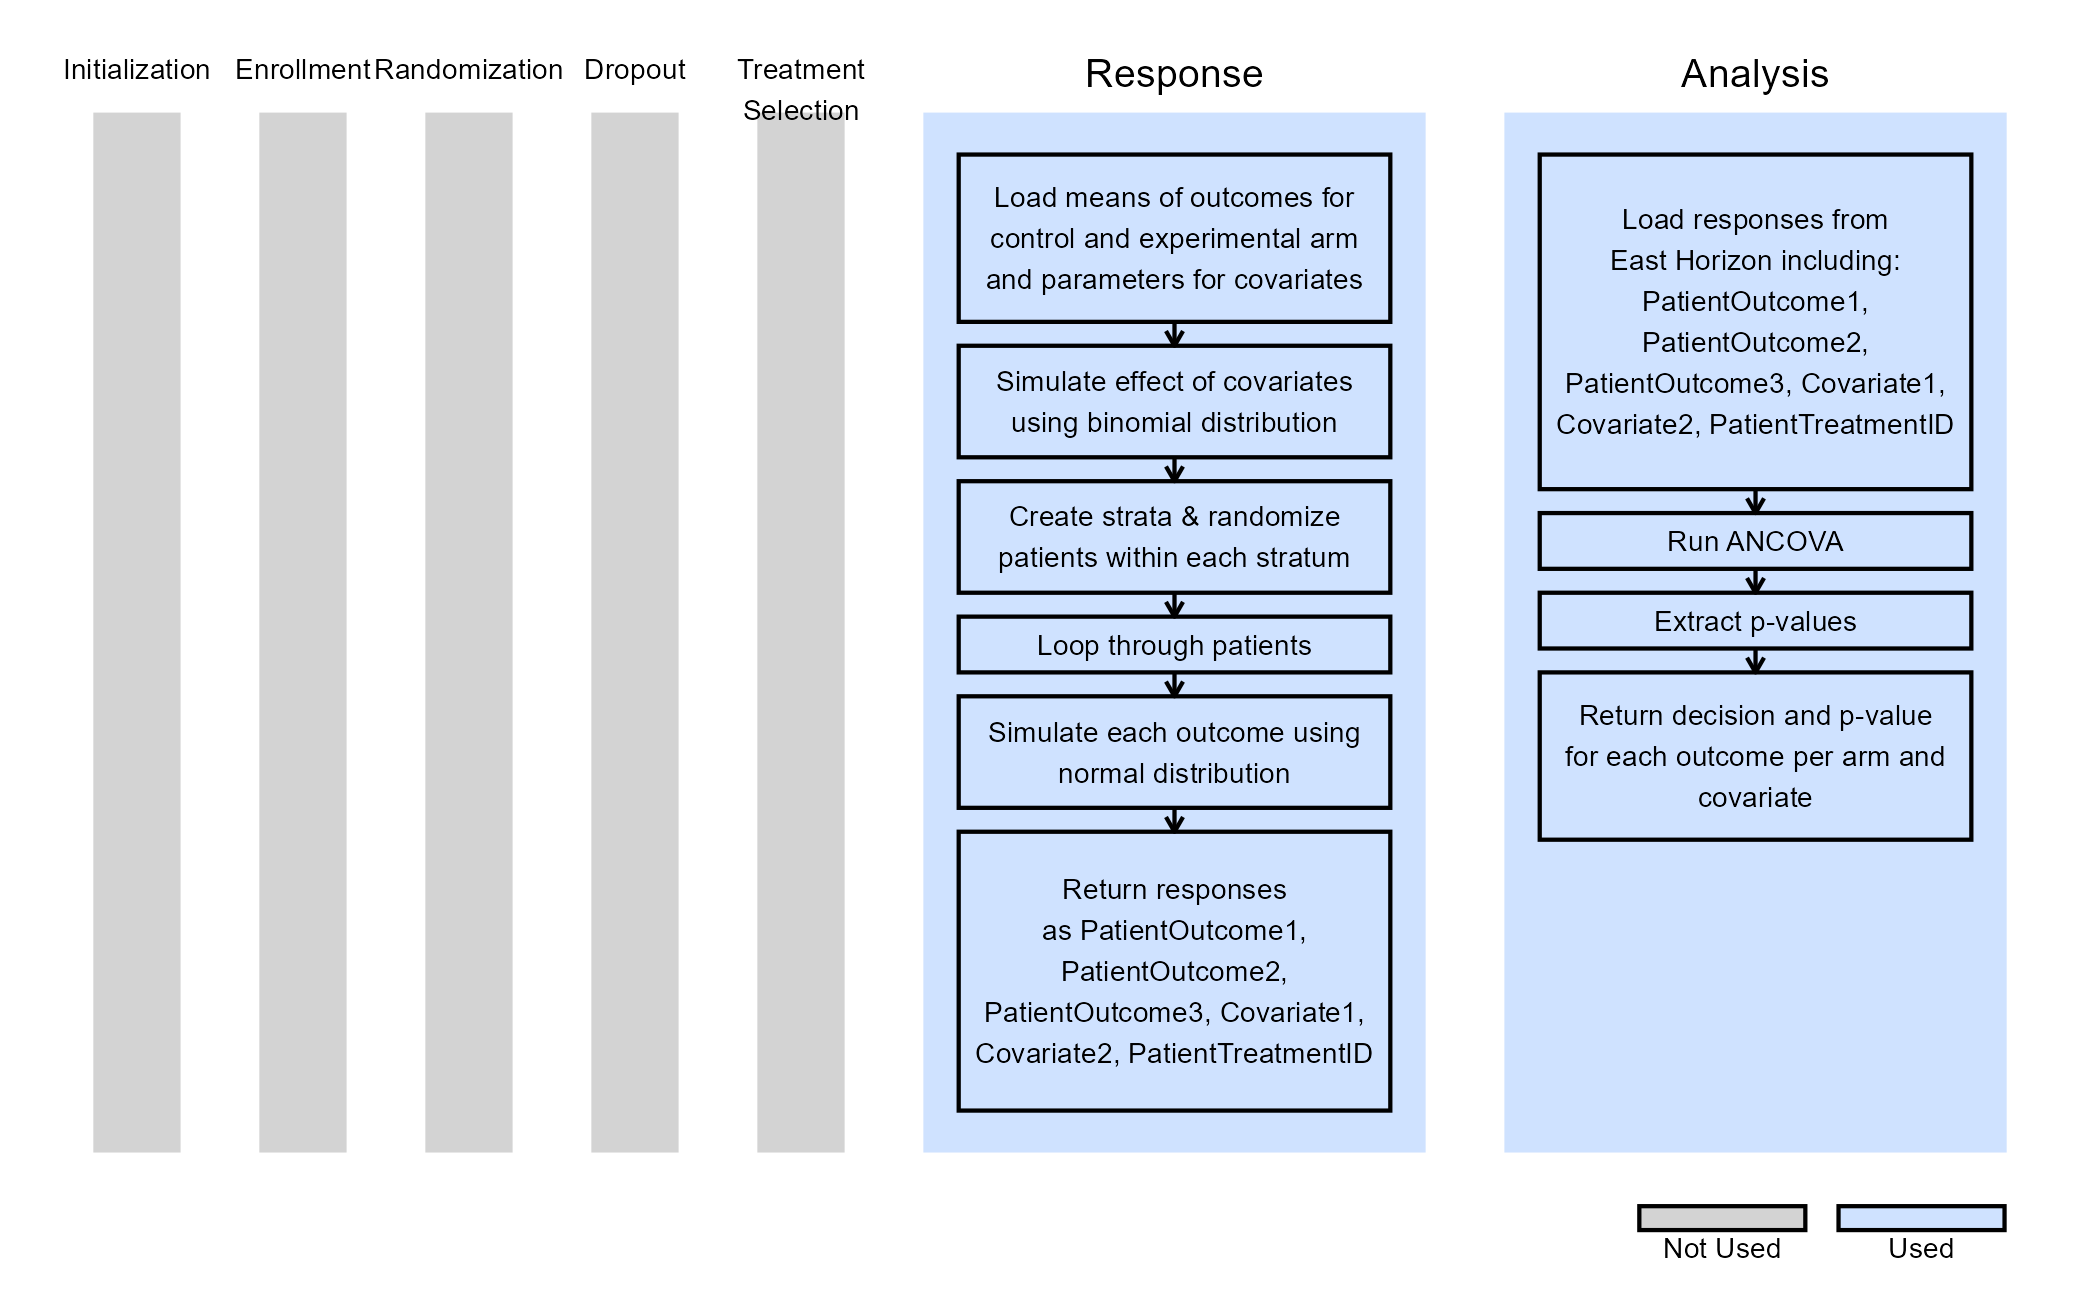 Initialization
Enrollment
Randomization
Dropout
Treatment
Selection
Response
Load means of outcomes for
control and experimental arm
and parameters for covariates
Simulate effect of covariates
using binomial distribution
Create strata & randomize
patients within each stratum
Loop through patients
Simulate each outcome using
normal distribution
Return responses
as PatientOutcome1,
PatientOutcome2,
PatientOutcome3, Covariate1,
Covariate2, PatientTreatmentID
Analysis
Load responses from
East Horizon including:
PatientOutcome1,
PatientOutcome2,
PatientOutcome3, Covariate1,
Covariate2, PatientTreatmentID
Run ANCOVA
Extract p-values
Return decision and p-value
for each outcome per arm and
covariate
Not Used
Used